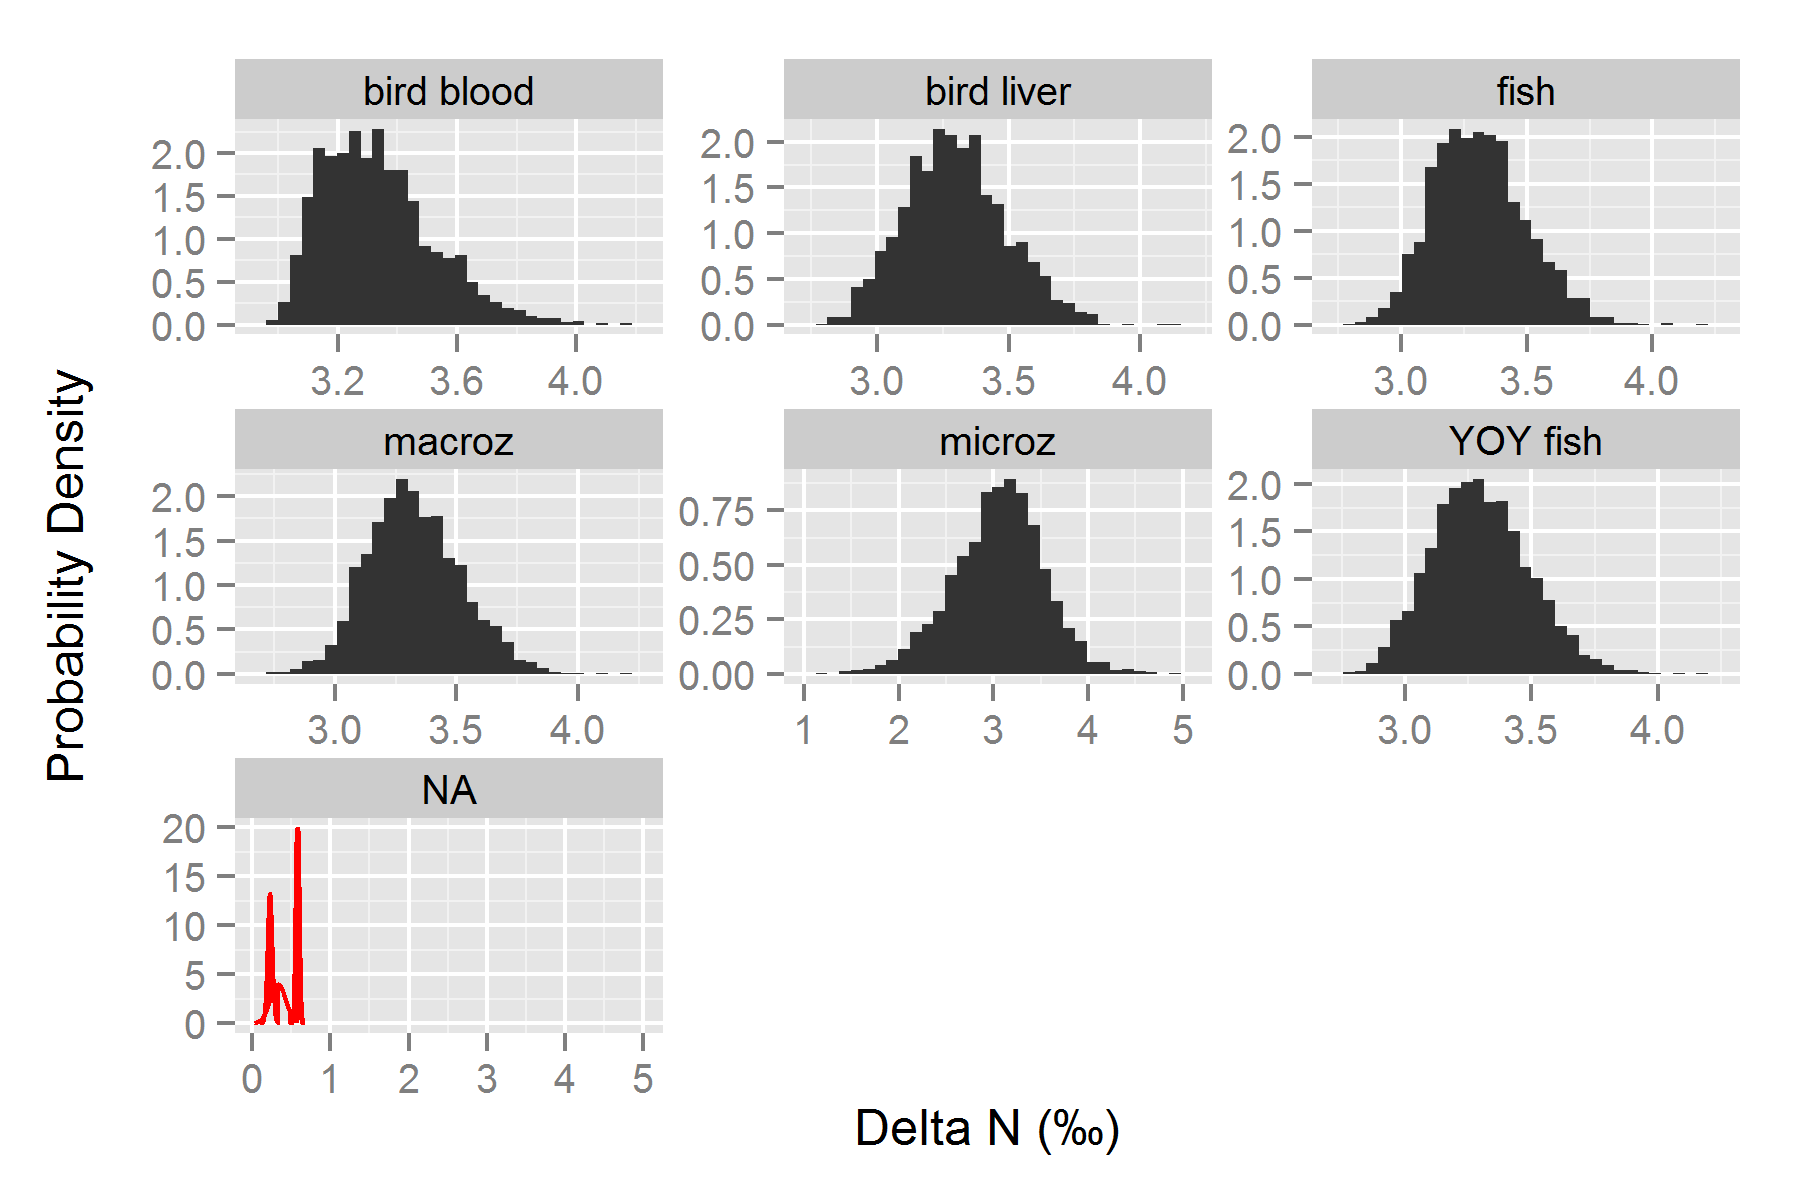 bird blood
bird liver
fish
2.0
1.5
1.0
0.5
0.0
3.2 3.6 4.0
2.0
1.5
1.0
0.5
0.0
3.0 3.5 4.0
2.0
1.5
1.0
0.5
0.0
3.0 3.5 4.0
macroz
microz
YOY fish
2.0
1.5
1.0
0.5
0.0
3.0 3.5 4.0
0.75
0.50
0.25
0.00
1 2 3 4 5
2.0
1.5
1.0
0.5
0.0
3.0 3.5 4.0
NA
20
15
10
5
0
0 1 2 3 4 5
Probability Density
Delta N (‰)